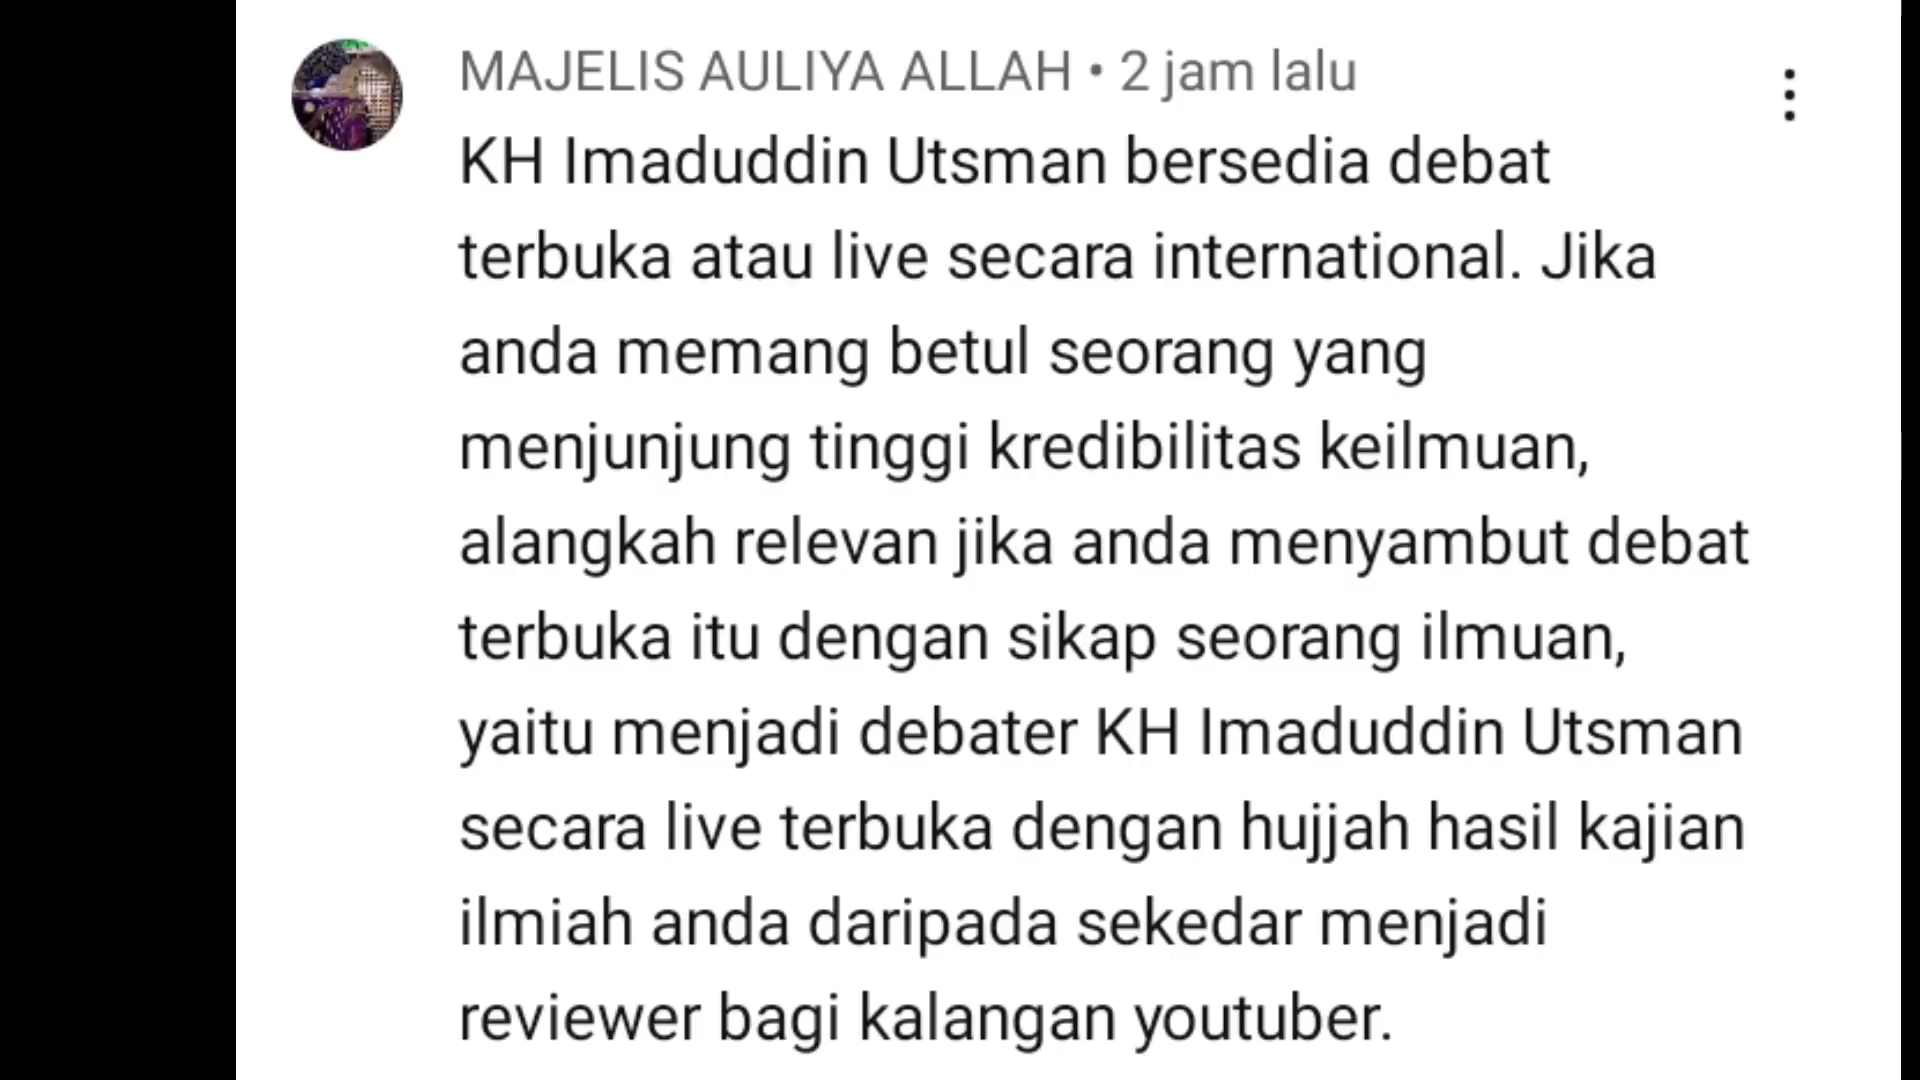 MAJELIS AULIYA ALLAH • 2 jam lalu
KH Imaduddin Utsman bersedia debat
terbuka atau live secara international. Jika
anda memang betul seorang yang
menjunjung tinggi kredibilitas keilmuan,
alangkah relevan jika anda menyambut debat
terbuka itu dengan sikap seorang ilmuan,
yaitu menjadi debater KH Imaduddin Utsman
secara live terbuka dengan hujjah hasil kajian
ilmiah anda daripada sekedar menjadi
reviewer bagi kalangan youtuber.